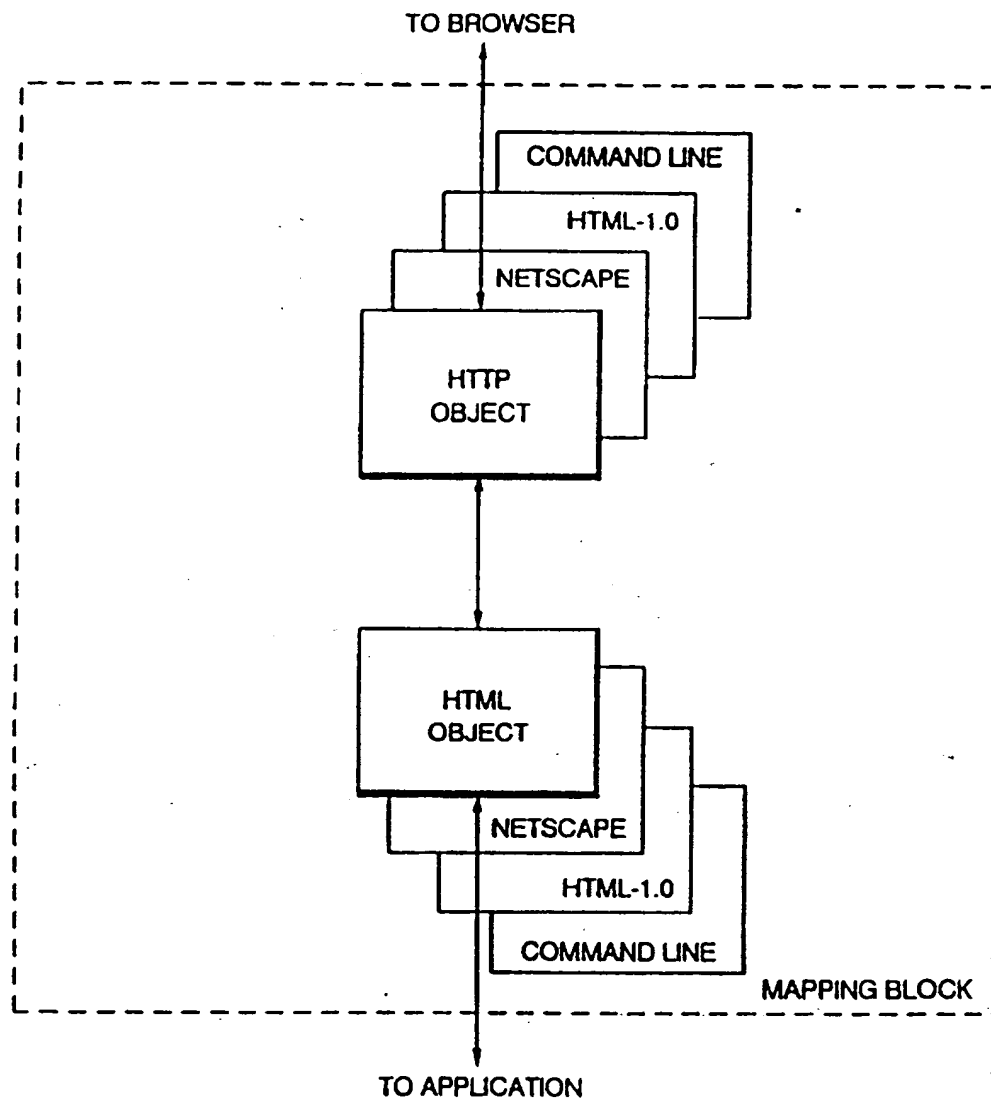 TO BROWSER
COMMAND LINE
HTML-1.0
NETSCAPE
HTTP
OBJECT
HTML
OBJECT
NETSCAPE
HTML-1.0
COMMAND LINE
MAPPING BLOCK
TO APPLICATION